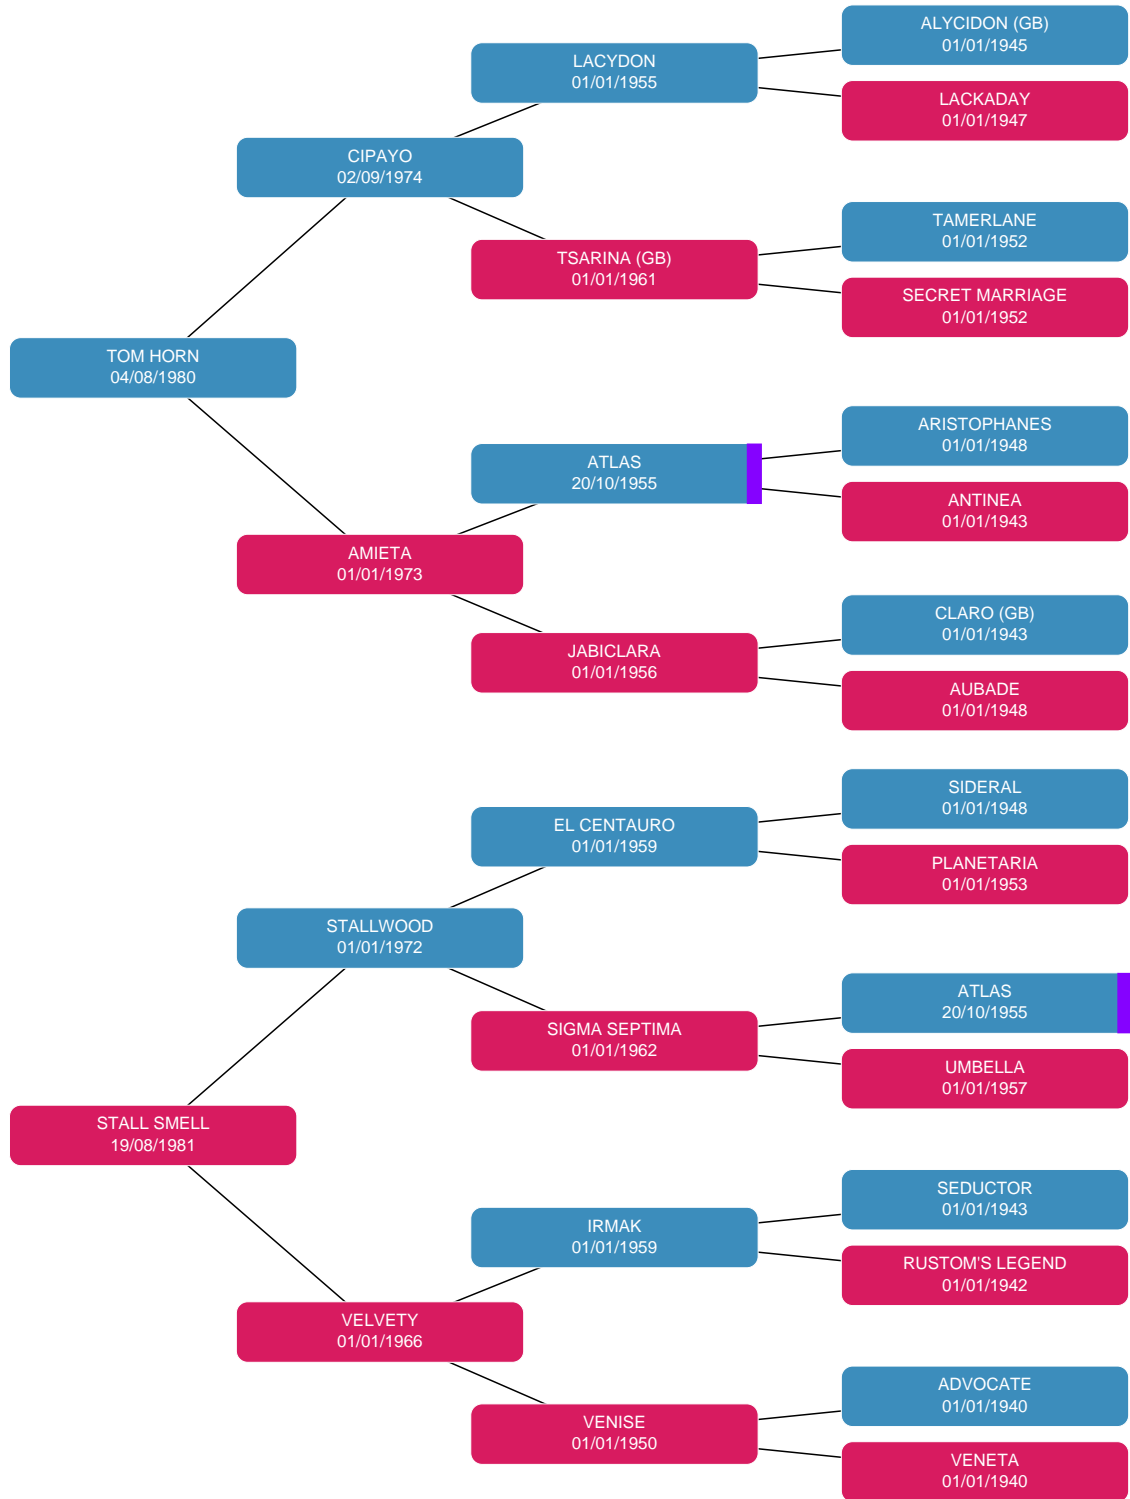 ALYCIDON (GB)
01/01/1945
LACYDON
01/01/1955
LACKADAY
01/01/1947
CIPAYO
02/09/1974
TAMERLANE
01/01/1952
TSARINA (GB)
01/01/1961
SECRET MARRIAGE
01/01/1952
TOM HORN
04/08/1980
ARISTOPHANES
01/01/1948
ATLAS
20/10/1955
ANTINEA
01/01/1943
AMIETA
01/01/1973
CLARO (GB)
01/01/1943
JABICLARA
01/01/1956
AUBADE
01/01/1948
SIDERAL
01/01/1948
EL CENTAURO
01/01/1959
PLANETARIA
01/01/1953
STALLWOOD
01/01/1972
ATLAS
20/10/1955
SIGMA SEPTIMA
01/01/1962
UMBELLA
01/01/1957
STALL SMELL
19/08/1981
SEDUCTOR
01/01/1943
IRMAK
01/01/1959
RUSTOM'S LEGEND
01/01/1942
VELVETY
01/01/1966
ADVOCATE
01/01/1940
VENISE
01/01/1950
VENETA
01/01/1940